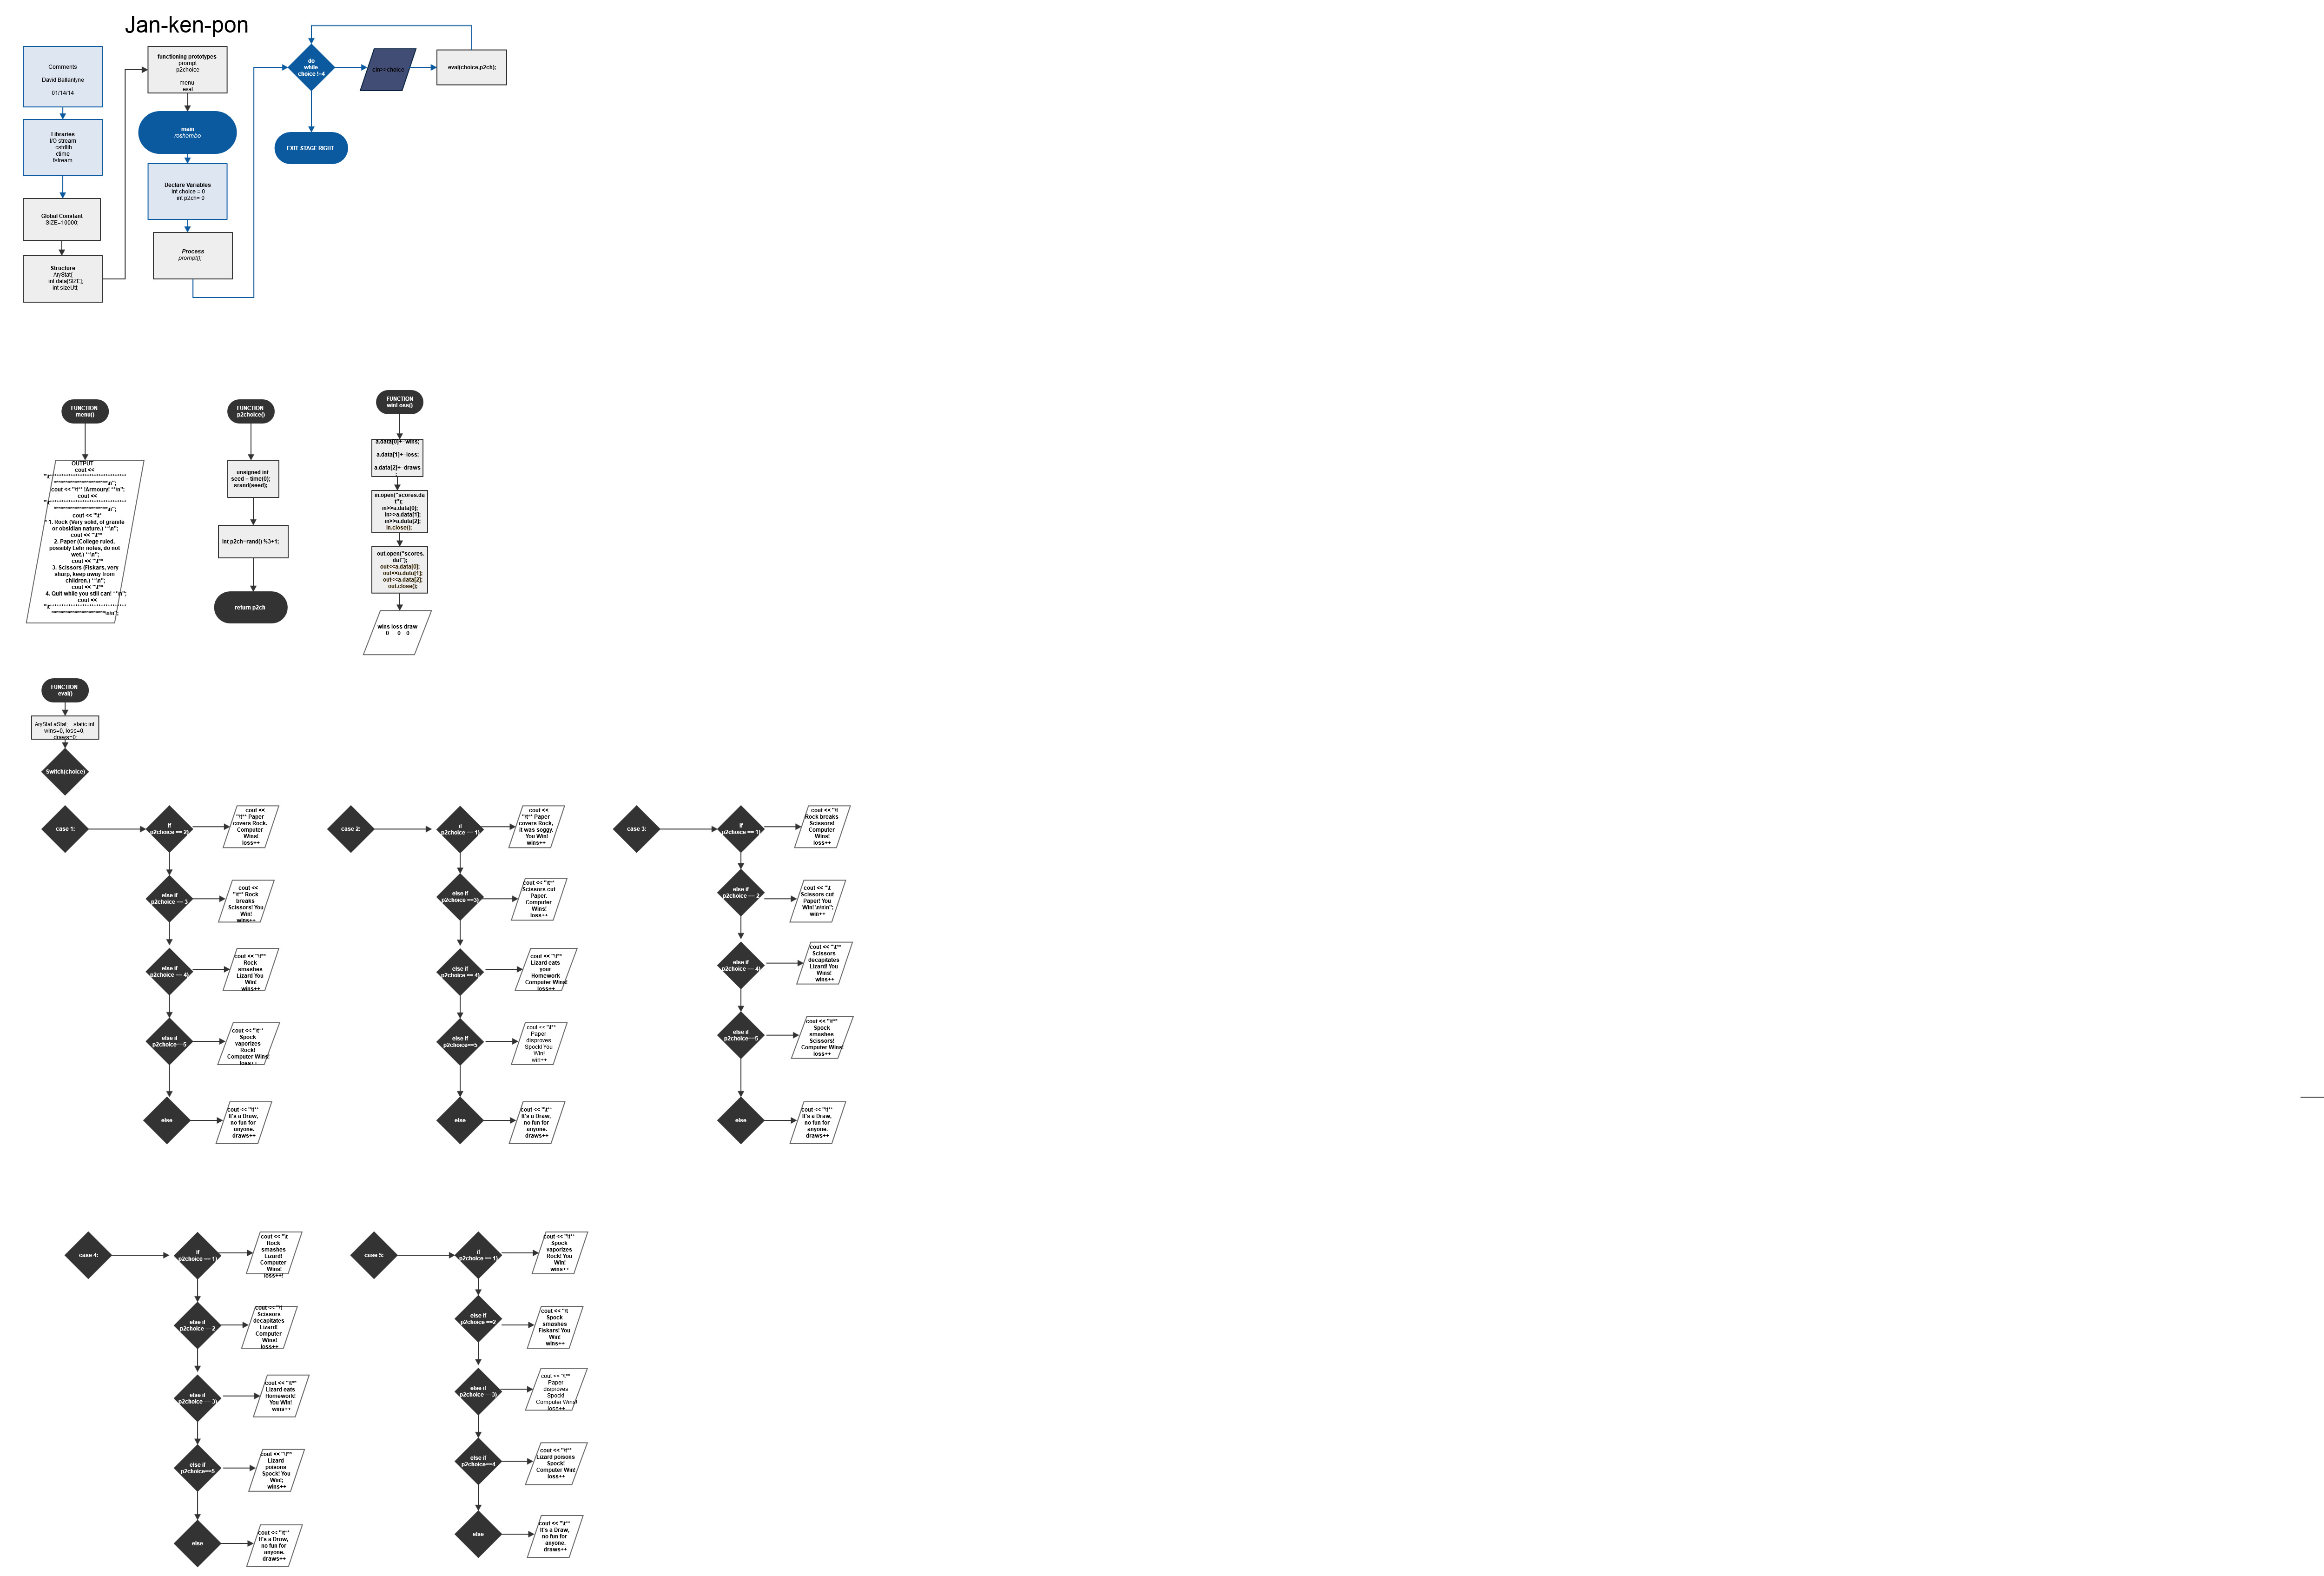 Jan-ken-pon
Comments
David Ballantyne
01/14/14
Libraries
I/O stream
cstdlib
ctime
fstream
Global Constant
SIZE=10000;
Structure
AryStat{
int data[SIZE];
int sizeUtl;
functioning prototypes
prompt
p2choice
menu
eval
main
roshambo
Declare Variables
int choice = 0
int p2ch= 0
Process
prompt();
do
while
choice !=4
cin>>choice
eval(choice,p2ch);
EXIT STAGE RIGHT
FUNCTION
menu()
OUTPUT
cout <<
cout << "\t** !Armoury! **\n";
cout <<
cout << "\t*
* 1. Rock (Very solid, of granite
or obsidian nature.) **\n";
cout << "\t**
2. Paper (College ruled,
possibly Lehr notes, do not
wet.) **\n";
cout << "\t**
3. Scissors (Fiskars, very
sharp, keep away from
children.) **\n";
cout << "\t**
4. Quit while you still can! **\n";
cout <<
FUNCTION
p2choice()
unsigned int
seed = time(0);
srand(seed);
int p2ch=rand() %3+1;
return p2ch
FUNCTION
winLoss()
a.data[0]+=wins;
a.data[1]+=loss;
a.data[2]+=draws
;
in.open("scores.da
t");
in>>a.data[0];
in>>a.data[1];
in>>a.data[2];
in.close();
out.open("scores.
dat");
out<<a.data[0];
out<<a.data[1];
out<<a.data[2];
out.close();
wins loss draw
0 0 0
FUNCTION
eval()
AryStat aStat; static int
wins=0, loss=0,
draws=0;
Switch(choice)
case 1:
if
p2choice == 2)
cout <<
"\t** Paper
covers Rock.
Computer
Wins!
loss++
else if
p2choice == 3
cout <<
"\t** Rock
breaks
Scissors! You
Win!
wins++
else if
p2choice == 4)
cout << "\t**
Rock
smashes
Lizard You
Win!
wins++
else if
p2choice==5
cout << "\t**
Spock
vaporizes
Rock!
Computer Wins!
loss++
else
cout << "\t**
It's a Draw,
no fun for
anyone.
draws++
case 2:
if
p2choice == 1)
cout <<
"\t** Paper
covers Rock,
it was soggy.
You Win!
wins++
else if
p2choice ==3)
cout << "\t**
Scissors cut
Paper.
Computer
Wins!
loss++
else if
p2choice == 4)
cout << "\t**
Lizard eats
your
Homework
Computer Wins!
loss++
else if
p2choice==5
cout << "\t**
Paper
disproves
Spock! You
Win!
win++
else
cout << "\t**
It's a Draw,
no fun for
anyone.
draws++
case 3:
if
p2choice == 1)
cout << "\t
Rock breaks
Scissors!
Computer
Wins!
loss++
else if
p2choice == 2
cout << "\t
Scissors cut
Paper! You
Win! \n\n\n";
win++
else if
p2choice == 4)
cout << "\t**
Scissors
decapitates
Lizard! You
Wins!
wins++
else if
p2choice==5
cout << "\t**
Spock
smashes
Scissors!
Computer Wins!
loss++
else
cout << "\t**
It's a Draw,
no fun for
anyone.
draws++
case 4:
if
p2choice == 1)
cout << "\t
Rock
smashes
Lizard!
Computer
Wins!
loss++!
else if
p2choice ==2
cout << "\t
Scissors
decapitates
Lizard!
Computer
Wins!
loss++
else if
p2choice == 3)
cout << "\t**
Lizard eats
Homework!
You Win!
wins++
else if
p2choice==5
cout << "\t**
Lizard
poisons
Spock! You
Win!;
wins++
else
cout << "\t**
It's a Draw,
no fun for
anyone.
draws++
case 5:
if
p2choice == 1)
cout << "\t**
Spock
vaporizes
Rock! You
Win!
wins++
else if
p2choice ==2
cout << "\t
Spock
smashes
Fiskars! You
Win!
wins++
else if
p2choice ==3)
cout << "\t**
Paper
disproves
Spock!
Computer Wins!
loss++
else if
p2choice==4
cout << "\t**
Lizard poisons
Spock!
Computer Win!
loss++
else
cout << "\t**
It's a Draw,
no fun for
anyone.
draws++